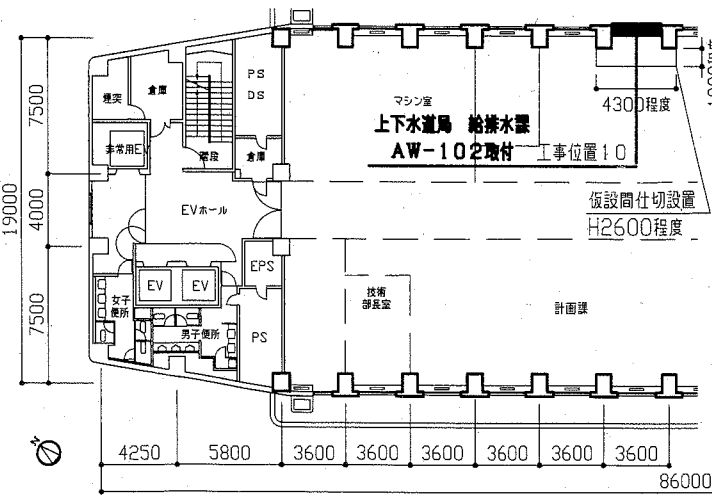 PS
DS
煙突
倉庫
マシン室
4300程度
上下水道局 給排水課
AW-102取付
工事位置10
非常用EV
階段
倉庫
仮設間仕切設置
H2600程度
7500
4000
7500
19000
EVホール
EPS
EV
EV
女子
便所
男子便所
PS
技術
部長室
計画課
N
4250
5800
3600
3600
3600
3600
3600
3600
86000